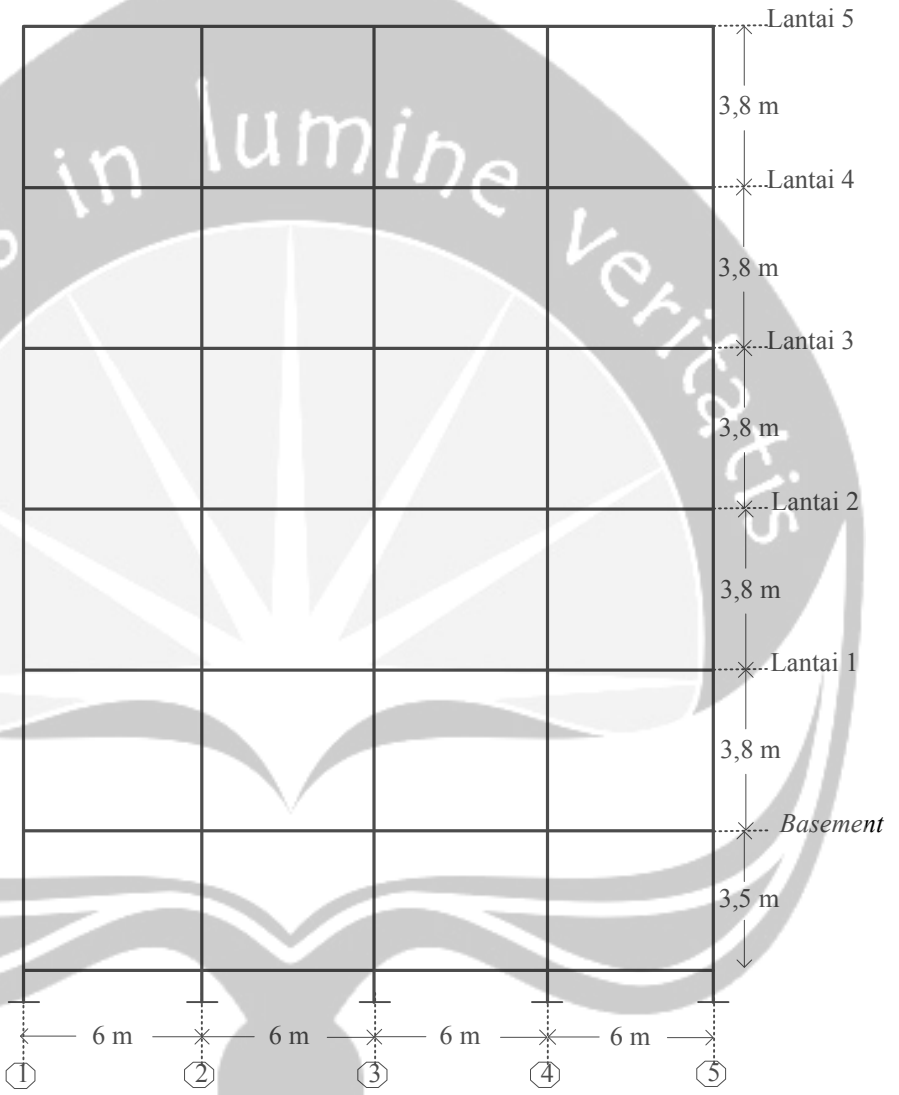 Lantai 5
3,8 m
Lantai 4
in lumine veritatis
3,8 m
Lantai 3
3,8 m
Lantai 2
3,8 m
Lantai 1
3,8 m
Basement
3,5 m
6 m 6 m 6 m 6 m
1 2 3 4 5